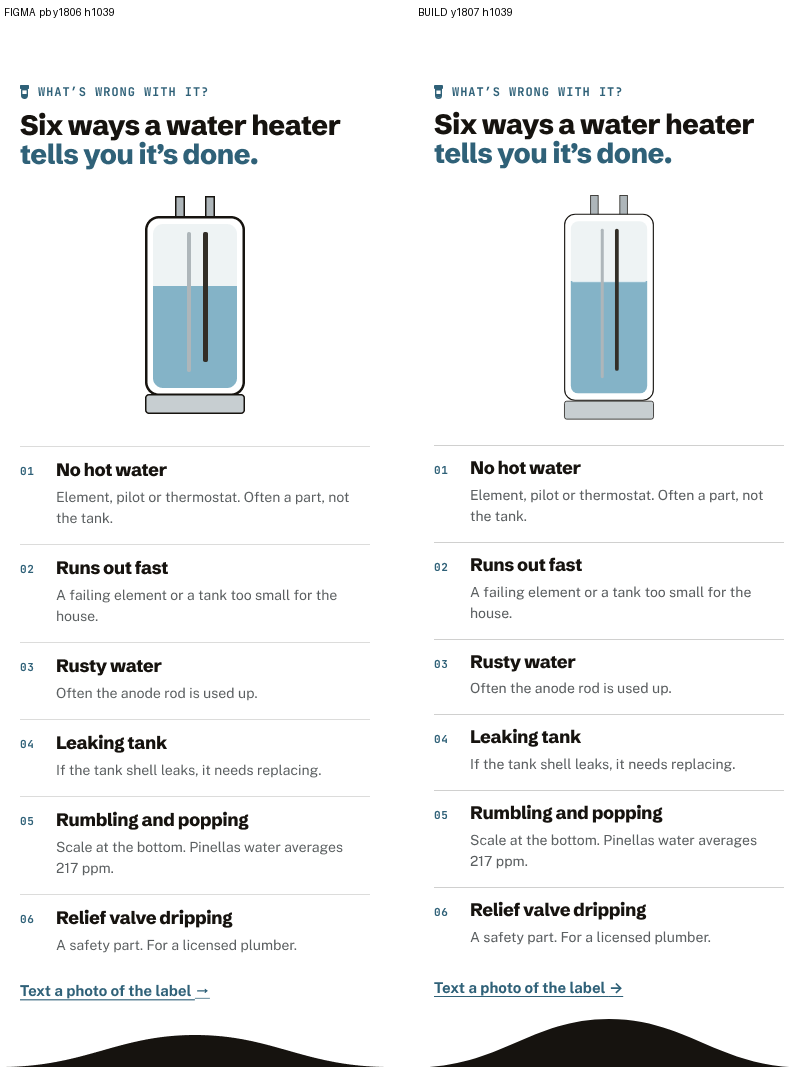 FIGMA pb y1806 h1039
WHAT’S WRONG WITH IT?
Six ways a water heater
tells you it’s done.
01 No hot water
Element, pilot or thermostat. Often a part, not
the tank.
02 Runs out fast
A failing element or a tank too small for the
house.
03 Rusty water
Often the anode rod is used up.
04 Leaking tank
If the tank shell leaks, it needs replacing.
05 Rumbling and popping
Scale at the bottom. Pinellas water averages
217 ppm.
06 Relief valve dripping
A safety part. For a licensed plumber.
Text a photo of the label →
BUILD y1807 h1039
WHAT’S WRONG WITH IT?
Six ways a water heater
tells you it’s done.
01 No hot water
Element, pilot or thermostat. Often a part, not
the tank.
02 Runs out fast
A failing element or a tank too small for the
house.
03 Rusty water
Often the anode rod is used up.
04 Leaking tank
If the tank shell leaks, it needs replacing.
05 Rumbling and popping
Scale at the bottom. Pinellas water averages
217 ppm.
06 Relief valve dripping
A safety part. For a licensed plumber.
Text a photo of the label →